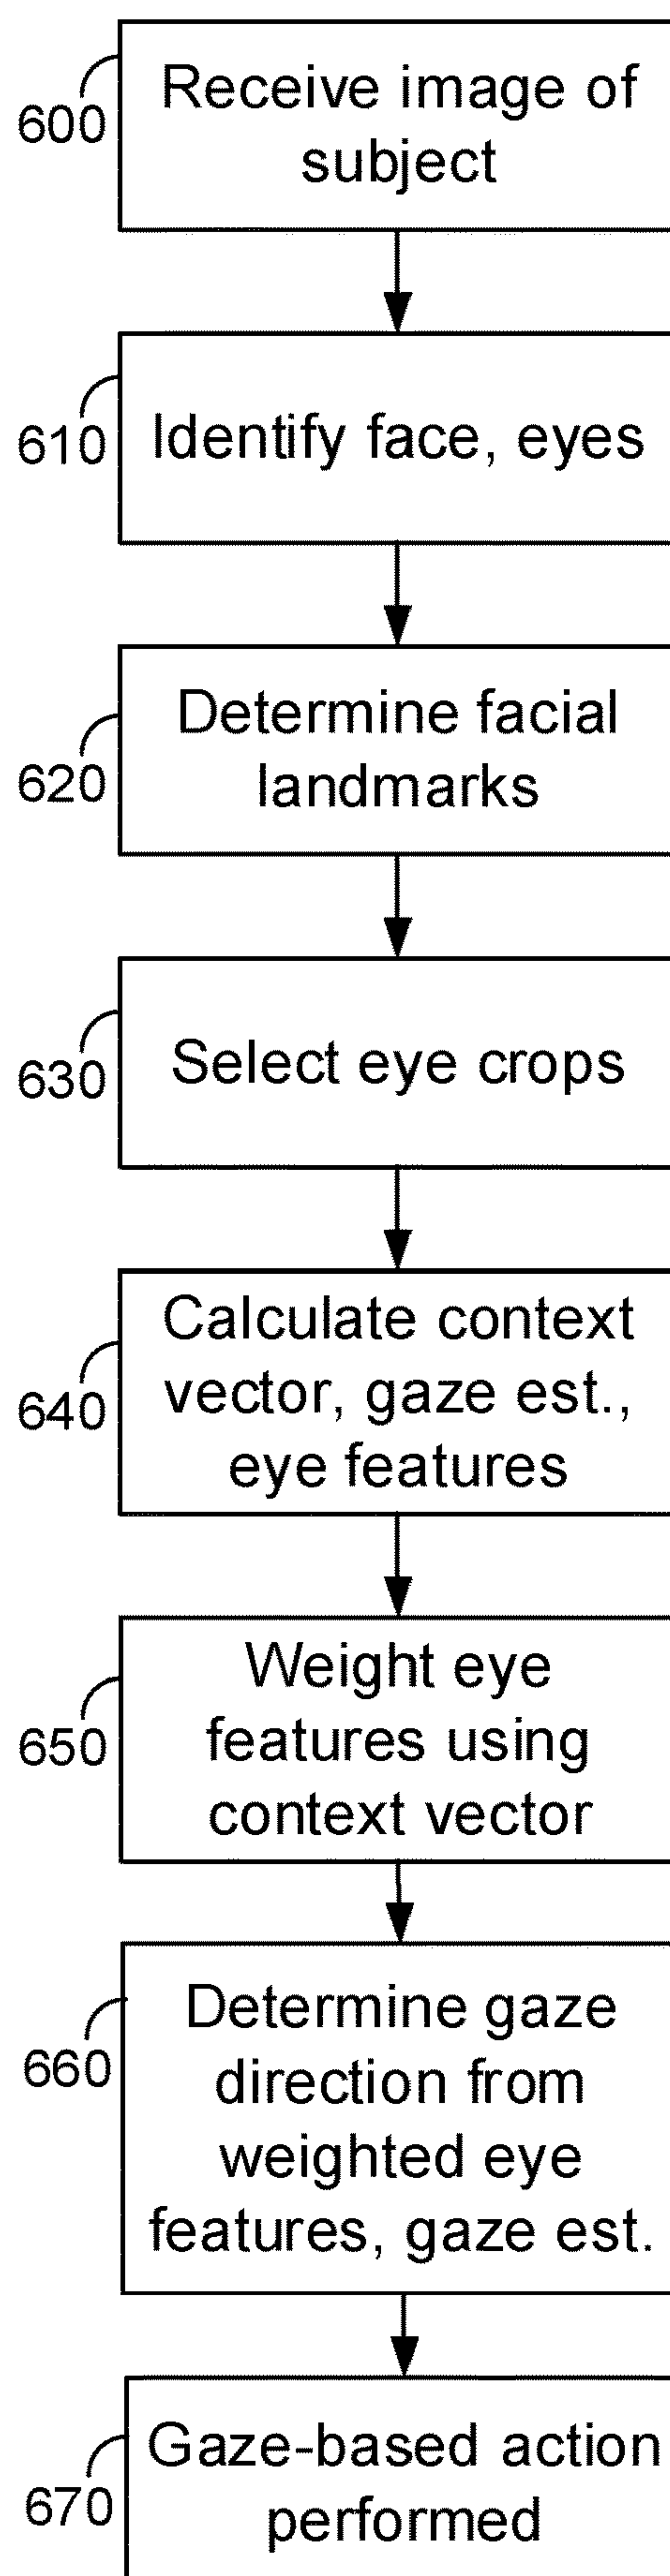 600
Receive image of
subject
610
Identify face, eyes
620
Determine facial
landmarks
630
Select eye crops
640
Calculate context
vector, gaze est.,
eye features
650
Weight eye
features using
context vector
660
Determine gaze
direction from
weighted eye
features, gaze est.
670
Gaze-based action
performed